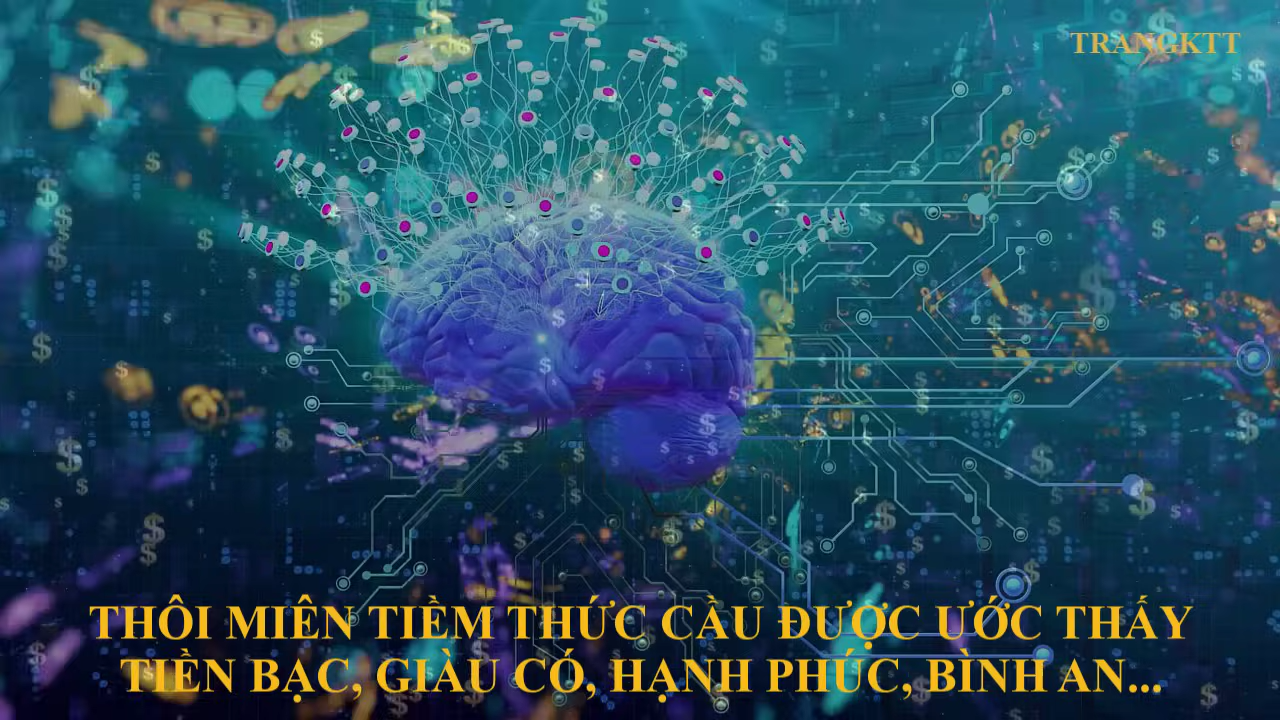 TRANGKTT
THÔI MIÊN TIỀM THỨC CẦU ĐƯỢC ƯỚC THẤY
TIỀN BẠC, GIÀU CÓ, HẠNH PHÚC, BÌNH AN...